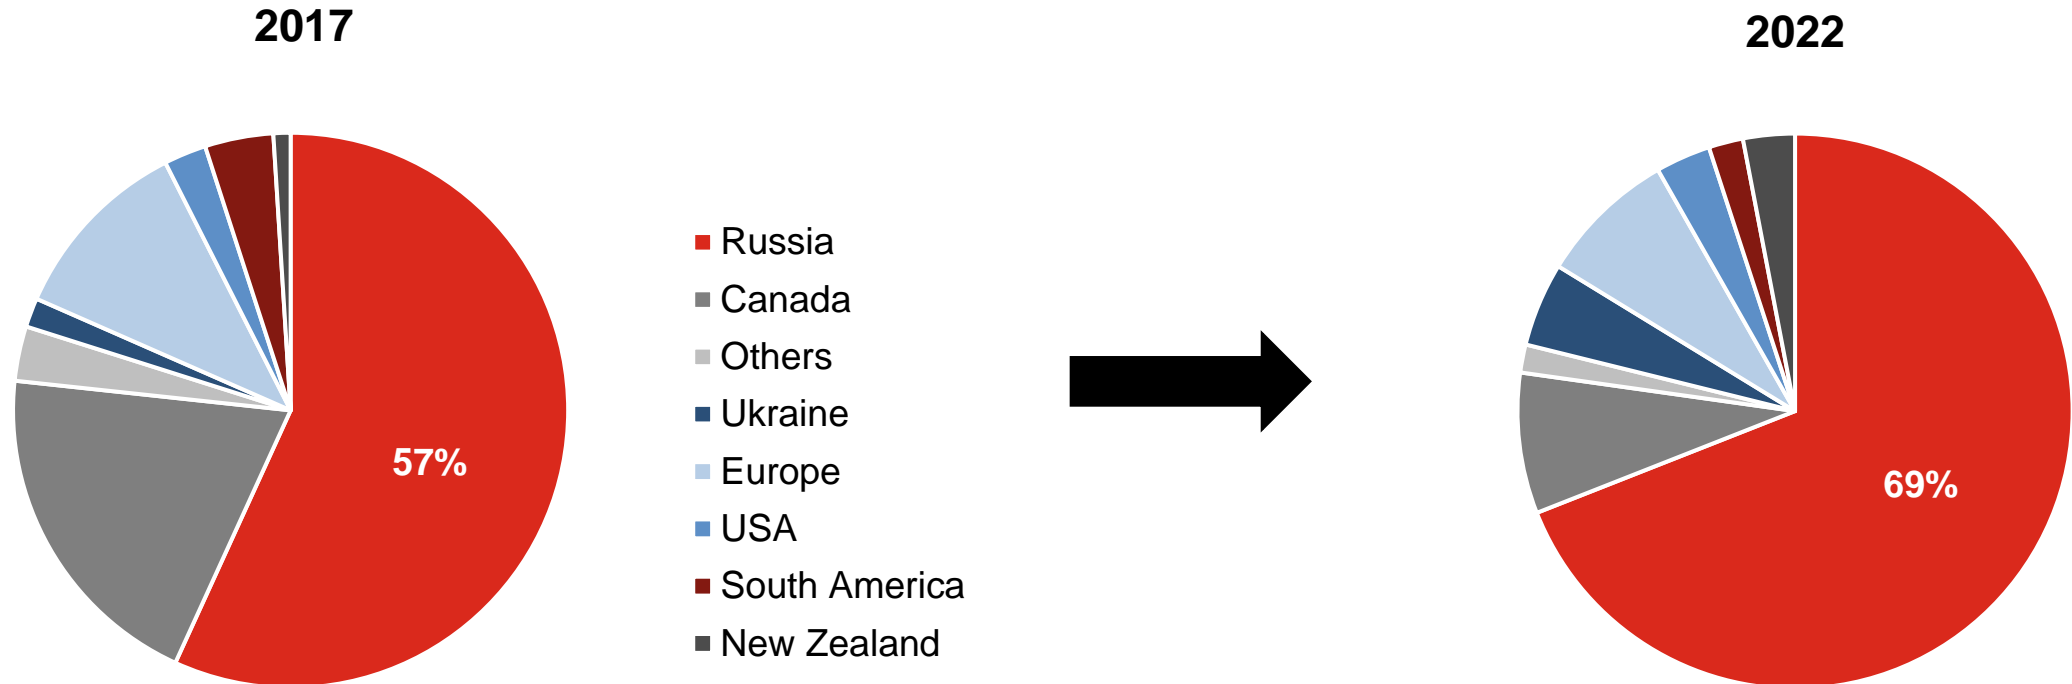 2017
2022
57%
Russia
Canada
Others
Ukraine
Europe
USA
South America
New Zealand
69%